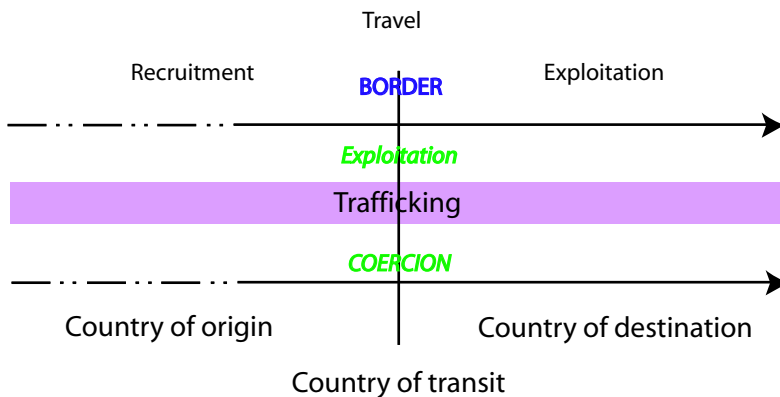 Travel
Recruitment
Exploitation
BORDER
Exploitation
Trafficking
COERCION
Country of origin
Country of destination
Country of transit